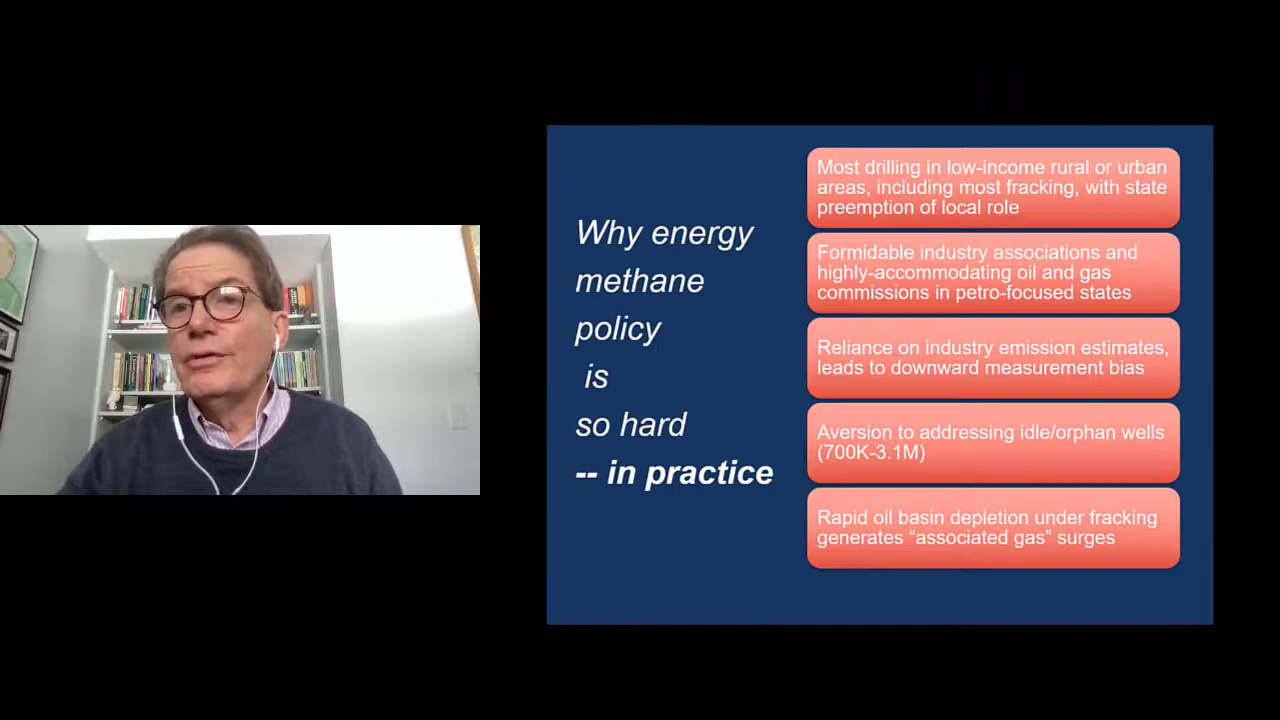 Why energy
methane
policy
is
so hard
-- in practice
Most drilling in low-income rural or urban
areas, including most fracking, with state
preemption of local role
Formidable industry associations and
highly-accommodating oil and gas
commissions in petro-focused states
Reliance on industry emission estimates,
leads to downward measurement bias
Aversion to addressing idle/orphan wells
(700K-3.1M)
Rapid oil basin depletion under fracking
generates “associated gas” surges